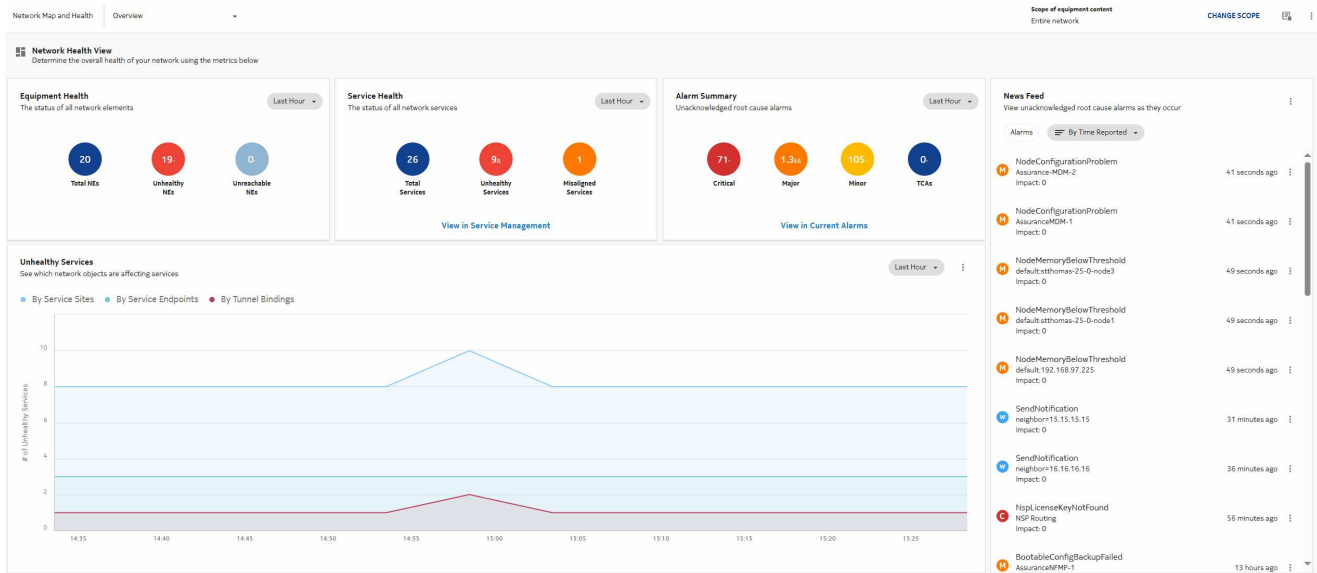 Network Map and Health
Overview
Scope of equipment content
Entire network
CHANGE SCOPE
Network Health View
Determine the overall health of your network using the metrics below
Equipment Health
The status of all network elements
Last Hour
20
19
0
Total NEs
Unhealthy
NEs
Unreachable
NEs
Service Health
The status of all network services
Last Hour
26
9
1
Total
Services
Unhealthy
Services
Misaligned
Services
View in Service Management
Alarm Summary
Unacknowledged root cause alarms
Last Hour
71
1.3k
105
0
Critical
Major
Minor
TCAs
View in Current Alarms
Unhealthy Services
See which network objects are affecting services
Last Hour
By Service Sites
By Service Endpoints
By Tunnel Bindings
# of Unhealthy Services
10
8
6
4
2
0
14:35
14:40
14:45
14:50
14:55
15:00
15:05
15:10
15:15
15:20
15:25
News Feed
View unacknowledged root cause alarms as they occur
Alarms
By Time Reported
M
NodeConfigurationProblem
Assurance-MDM-2
Impact: 0
41 seconds ago
M
NodeConfigurationProblem
AssuranceMDM-1
Impact: 0
41 seconds ago
M
NodeMemoryBelowThreshold
default:stthomas-25-0-node3
Impact: 0
49 seconds ago
M
NodeMemoryBelowThreshold
default:stthomas-25-0-node1
Impact: 0
49 seconds ago
M
NodeMemoryBelowThreshold
default:192.168.97.225
Impact: 0
49 seconds ago
W
SendNotification
neighbor=15.15.15.15
Impact: 0
31 minutes ago
W
SendNotification
neighbor=16.16.16.16
Impact: 0
36 minutes ago
C
NspLicenseKeyNotFound
NSP Routing
Impact: 0
56 minutes ago
M
BootableConfigBackupFailed
AssuranceNFMP-1
13 hours ago